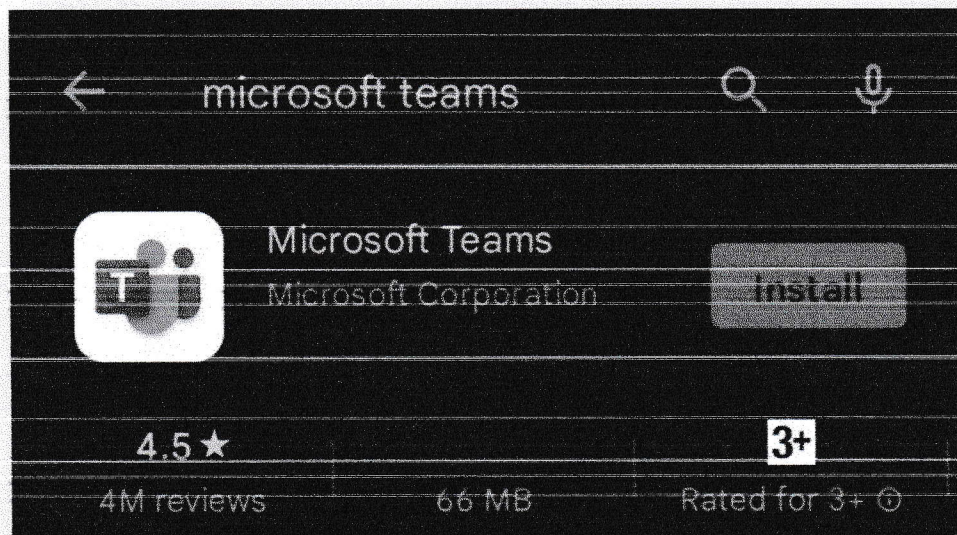 microsoft teams
Microsoft Teams
T
Microsoft Corporation
Install
4.5★
3+
4M reviews
66 MB
Rated for 3+